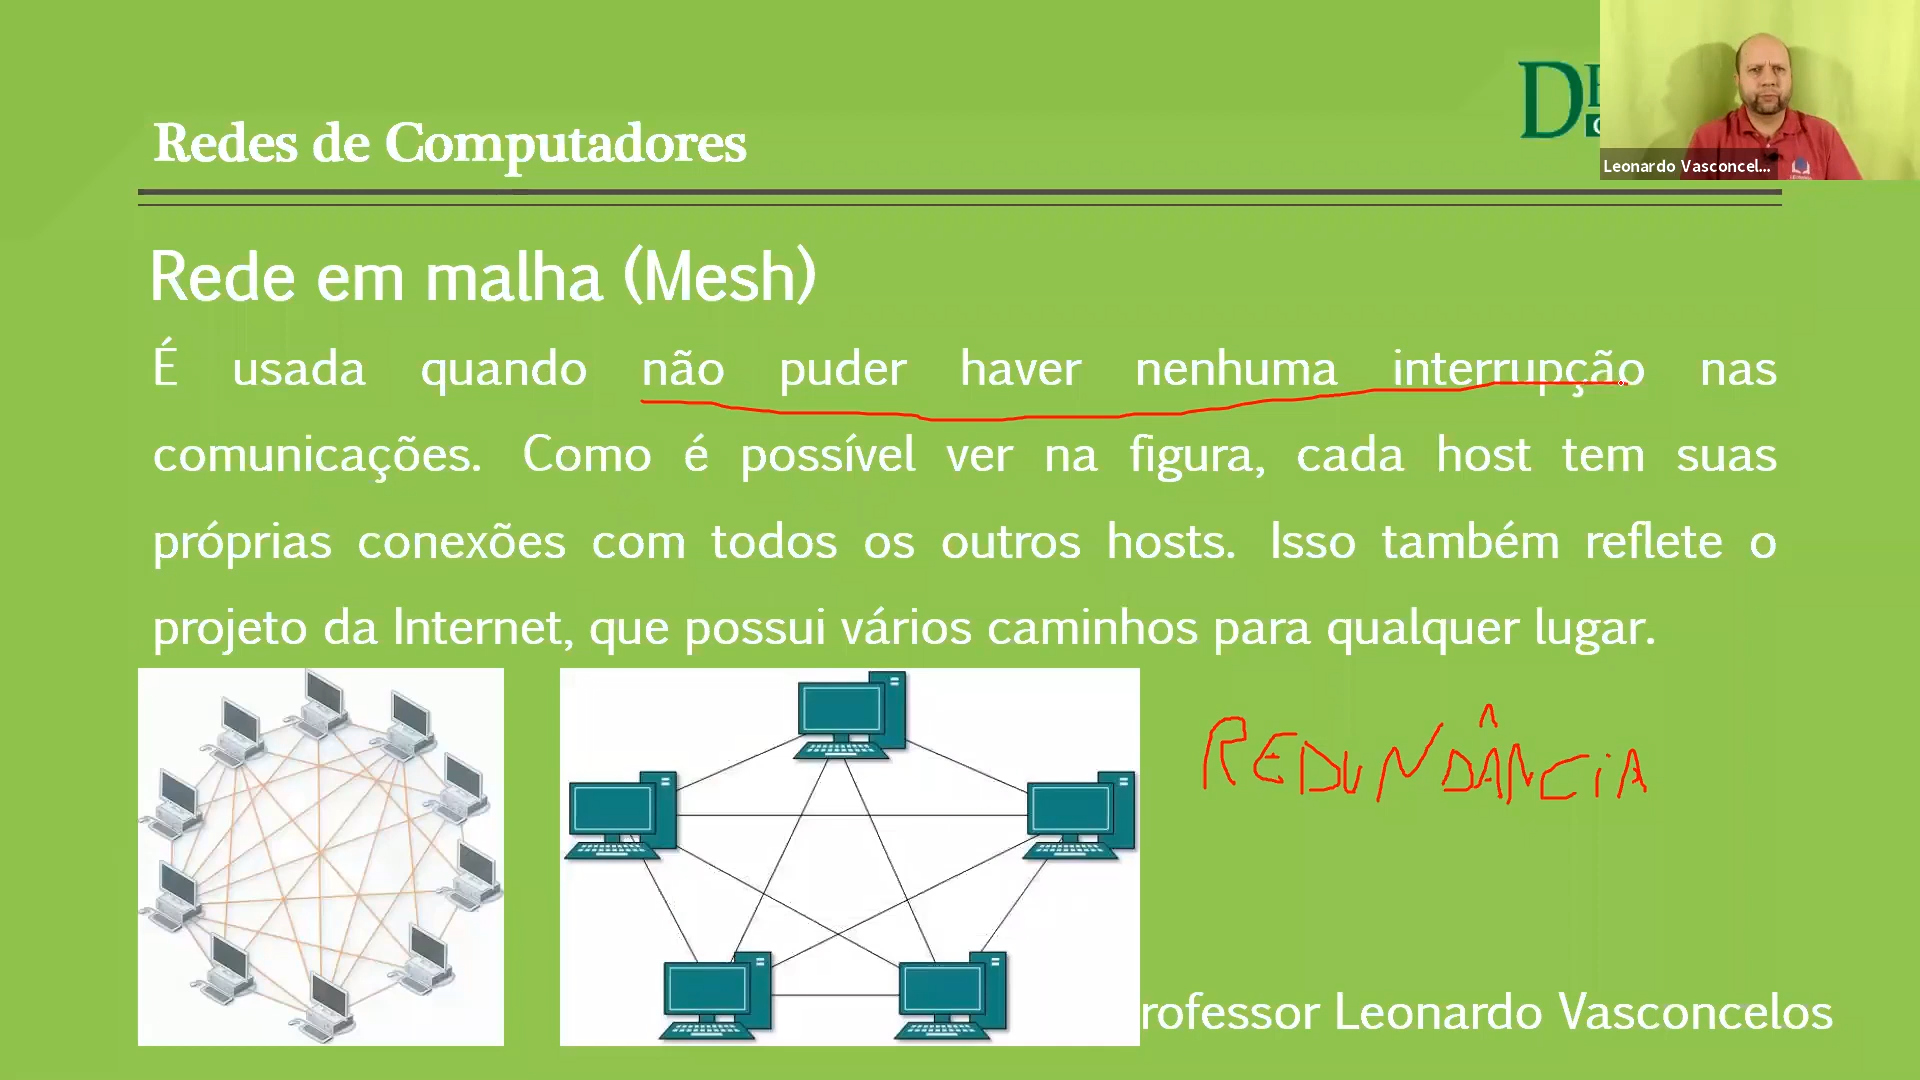 Redes de Computadores
Leonardo Vasconcel...
Rede em malha (Mesh)
É usada quando não puder haver nenhuma interrupção nas
comunicações. Como é possível ver na figura, cada host tem suas
próprias conexões com todos os outros hosts. Isso também reflete o
projeto da Internet, que possui vários caminhos para qualquer lugar.
REDUNDÂNCiA
rofessor Leonardo Vasconcelos